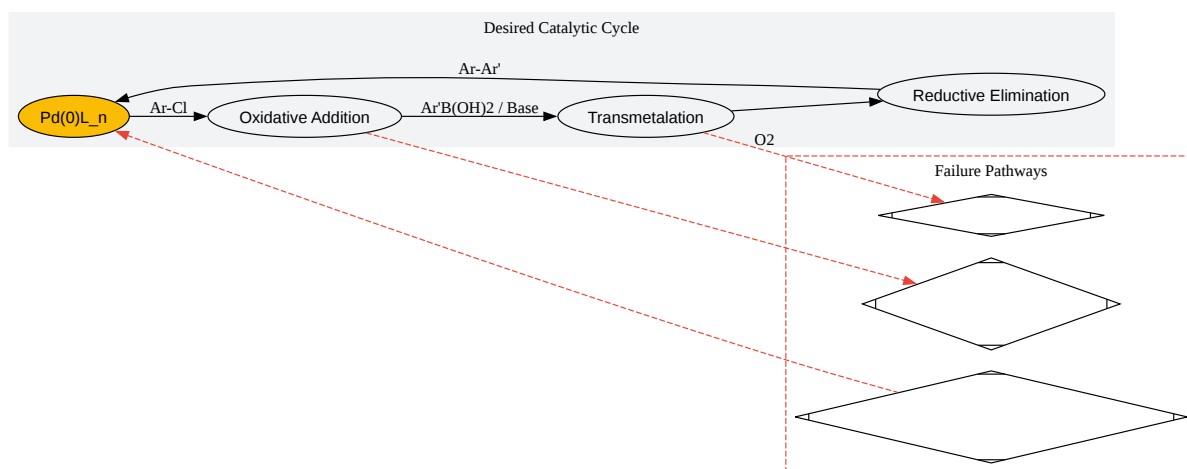 Desired Catalytic Cycle
Ar-Ar'
Pd(0)L_n
Ar-Cl
Oxidative Addition
Ar'B(OH)2 / Base
Transmetalation
Reductive Elimination
O2
Failure Pathways